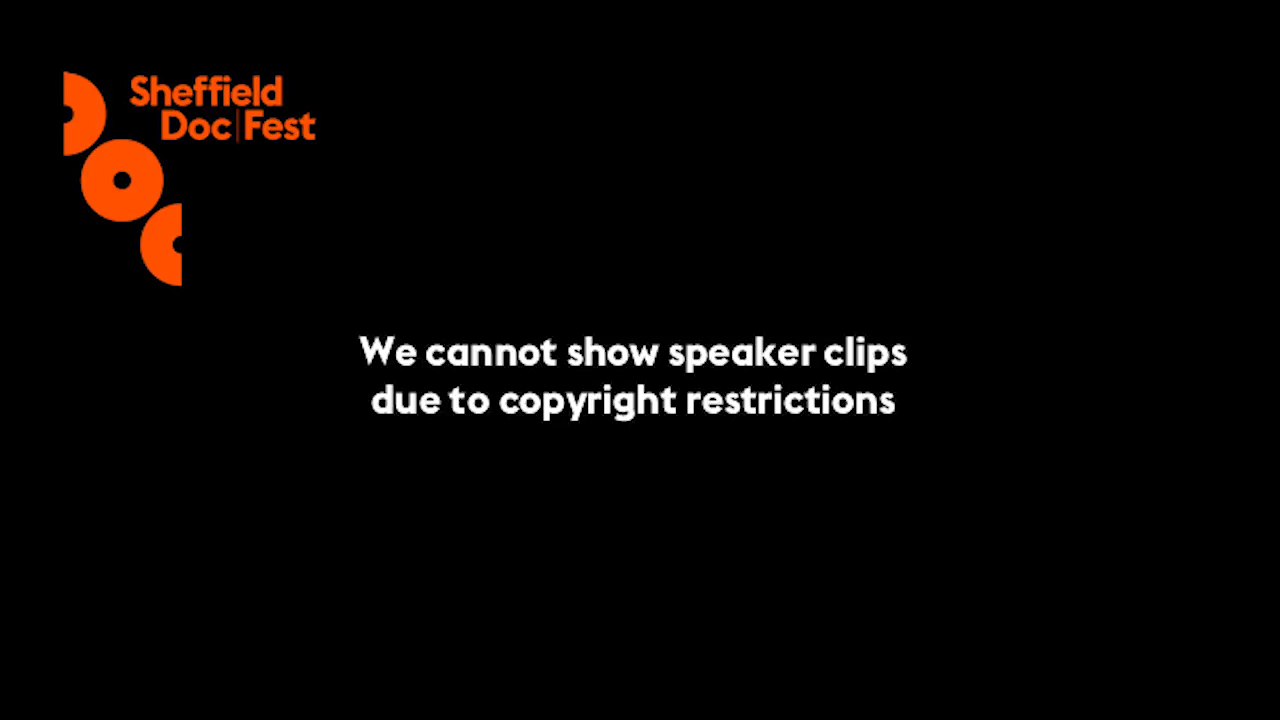 Sheffield
Doc|Fest
We cannot show speaker clips
due to copyright restrictions